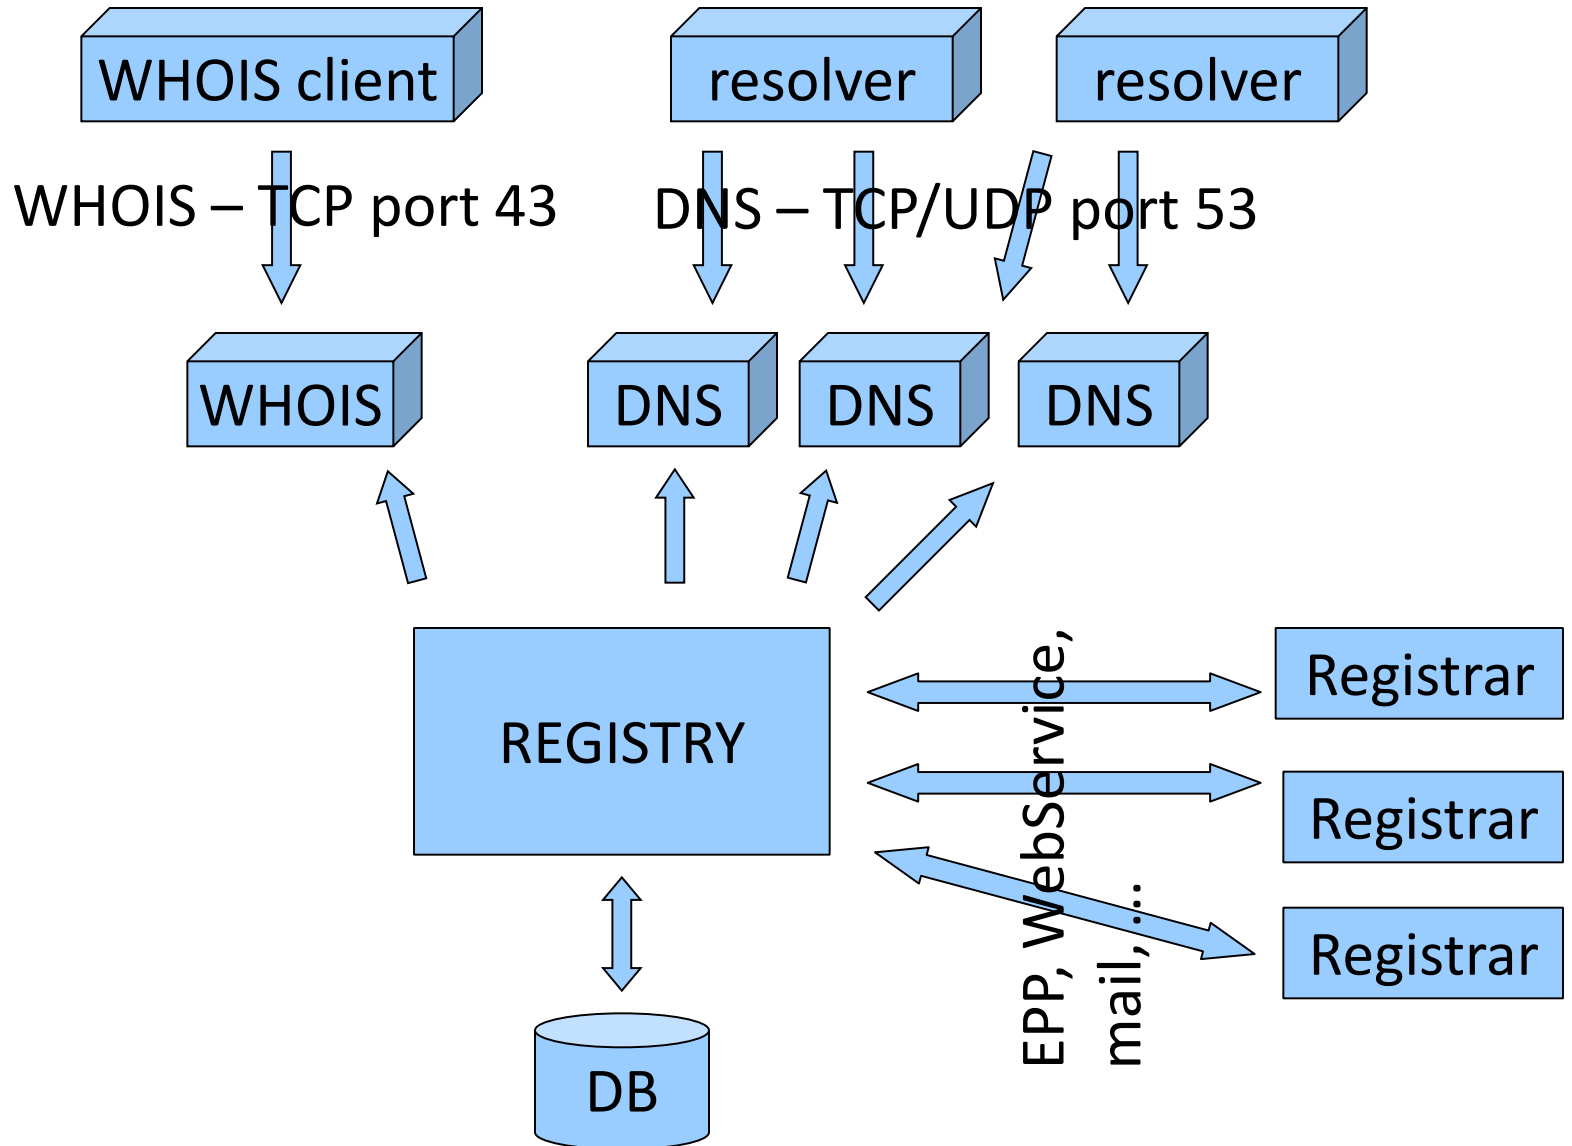 WHOIS client
resolver
resolver
WHOIS – TCP port 43
DNS – TCP/UDP port 53
WHOIS
DNS
DNS
DNS
REGISTRY
EPP, WebService,
mail, ....
Registrar
Registrar
Registrar
DB